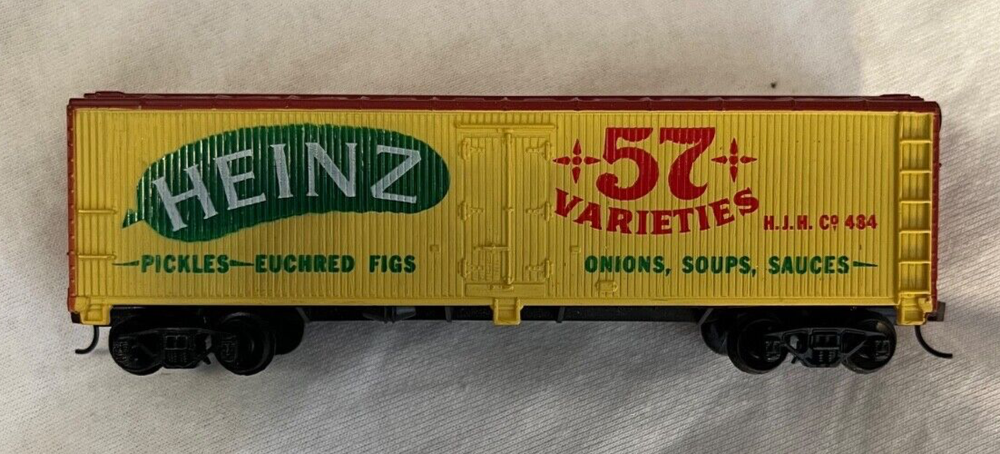 HEINZ
PICKLES—EUCHRED FIGS
57
VARIETIES
H.J.H. Cº 484
ONIONS, SOUPS, SAUCES